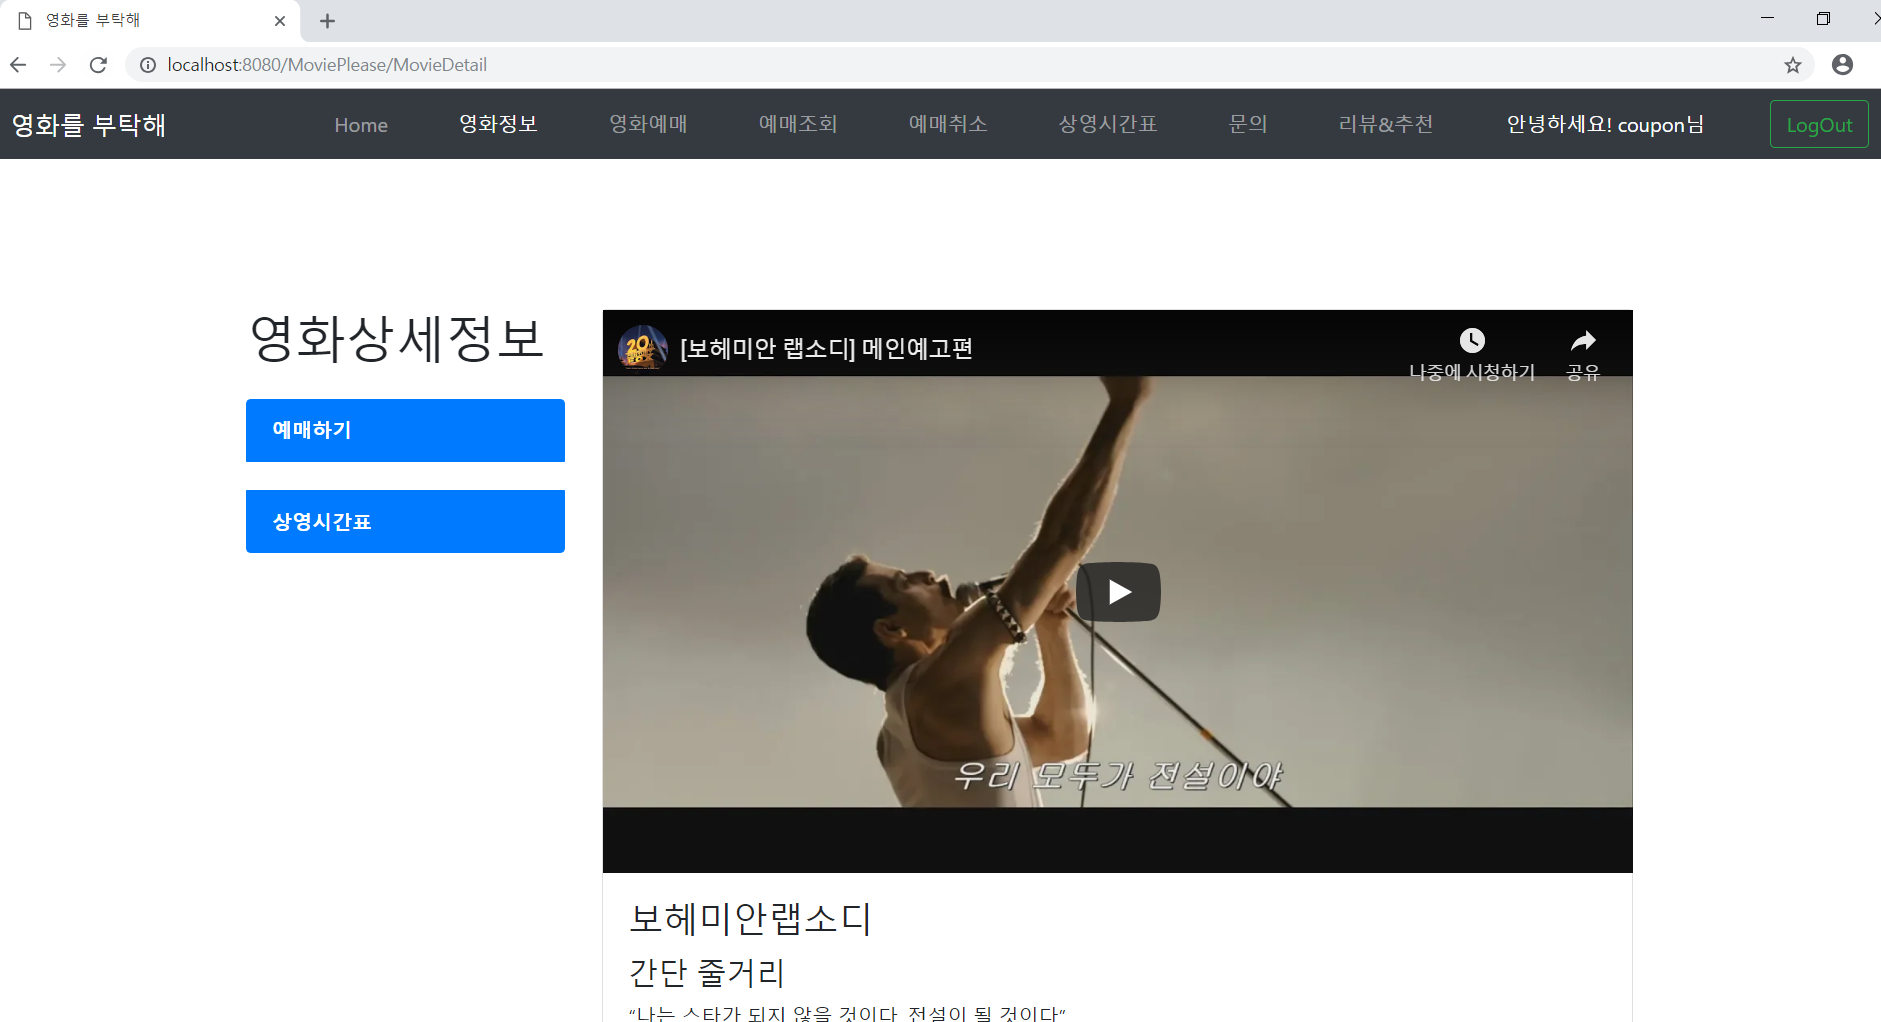 영화를 부탁해
localhost:8080/MoviePlease/MovieDetail
영화를 부탁해 Home 영화정보 영화예매 예매조회 예매취소 상영시간표 문의 리뷰&추천 안녕하세요! coupon님 LogOut
영화상세정보
예매하기
상영시간표
[보헤미안 랩소디] 메인예고편
나중에 시청하기 공유
우리 모두가 전설이야
보헤미안랩소디
간단 줄거리
“나는 스타가 되지 않을 것이다 전설이 될 것이다”